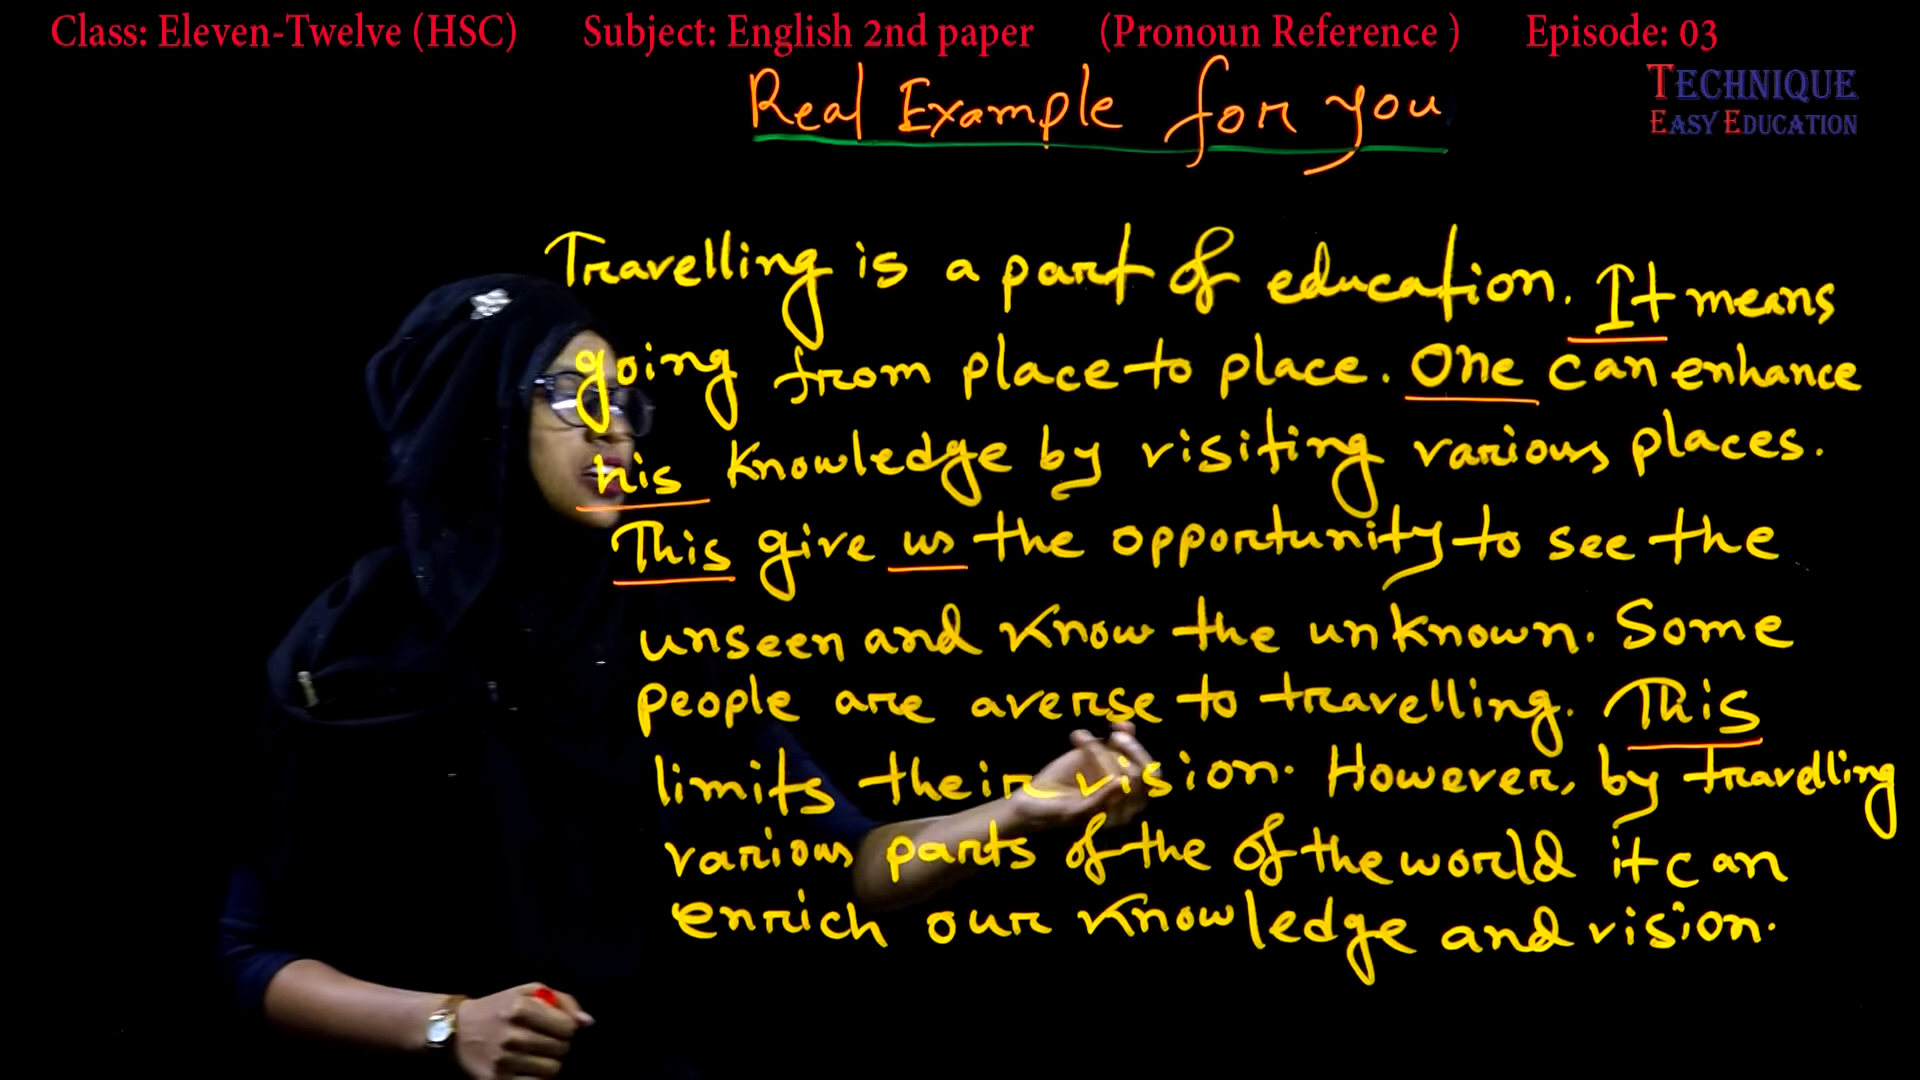 Class: Eleven-Twelve (HSC) Subject: English 2nd paper (Pronoun Reference ) Episode: 03
TECHNIQUE
EASY EDUCATION
Real Example for you
Travelling is a part of education. It means
going from place to place. One can enhance
his knowledge by visiting various places.
This give us the opportunity to see the
unseen and know the unknown. Some
people are averse to travelling. This
limits their vision. However, by travelling
various parts of the of the world it can
enrich our knowledge and vision.